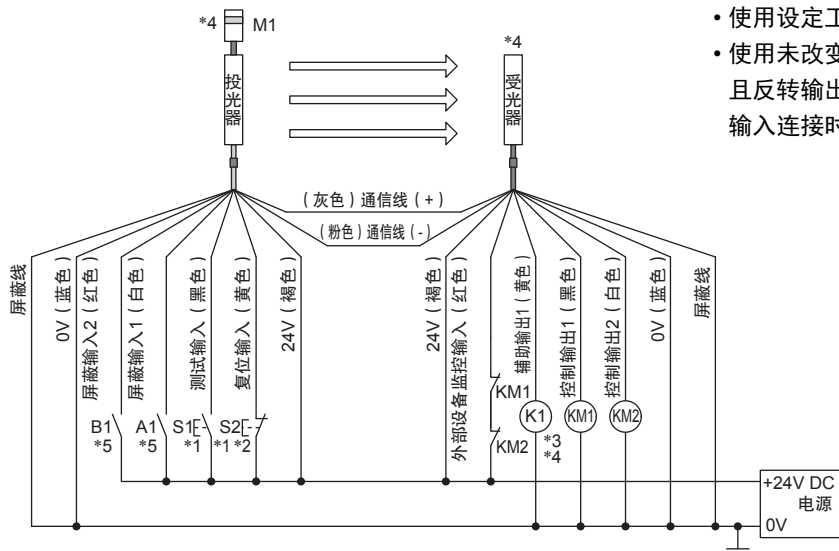 *4 M1
投光器
*4
受光器
• 使用设定工
• 使用未改变
且反转输出
输入连接时
(灰色)通信线(+)
(粉色)通信线(-)
屏蔽线
0V(蓝色)
屏蔽输入2(红色)
屏蔽输入1(白色)
测试输入(黑色)
复位输入(黄色)
24V(褐色)
24V(褐色)
外部设备监控输入(红色)
辅助输出1(黄色)
控制输出1(黑色)
控制输出2(白色)
0V(蓝色)
屏蔽线
B1
*5
A1
*5
S1
*1
S2
*1 *2
KM1
KM2
K1
*3
*4
KM1
KM2
+24V DC
电源
0V